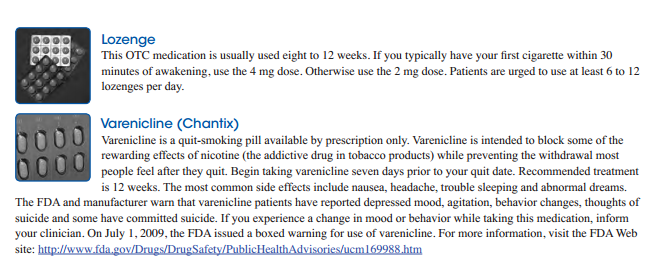 Lozenge
This OTC medication is usually used eight to 12 weeks. If you typically have your first cigarette within 30
minutes of awakening, use the 4 mg dose. Otherwise use the 2 mg dose. Patients are urged to use at least 6 to 12
lozenges per day.
Varenicline (Chantix)
Varenicline is a quit-smoking pill available by prescription only. Varenicline is intended to block some of the
rewarding effects of nicotine (the addictive drug in tobacco products) while preventing the withdrawal most
people feel after they quit. Begin taking varenicline seven days prior to your quit date. Recommended treatment
is 12 weeks. The most common side effects include nausea, headache, trouble sleeping and abnormal dreams.
The FDA and manufacturer warn that varenicline patients have reported depressed mood, agitation, behavior changes, thoughts of
suicide and some have committed suicide. If you experience a change in mood or behavior while taking this medication, inform
your clinician. On July 1, 2009, the FDA issued a boxed warning for use of varenicline. For more information, visit the FDA Web
site: http://www.fda.gov/Drugs/DrugSafety/PublicHealthAdvisories/ucm169988.htm